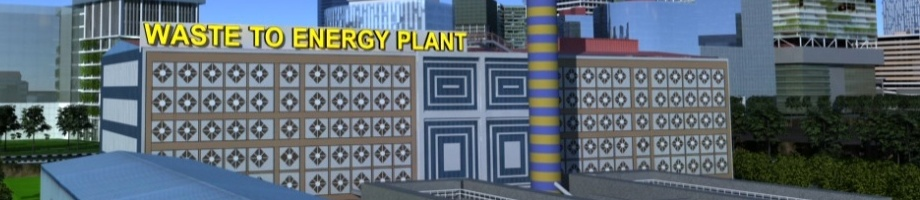 WASTE TO ENERGY PLANT